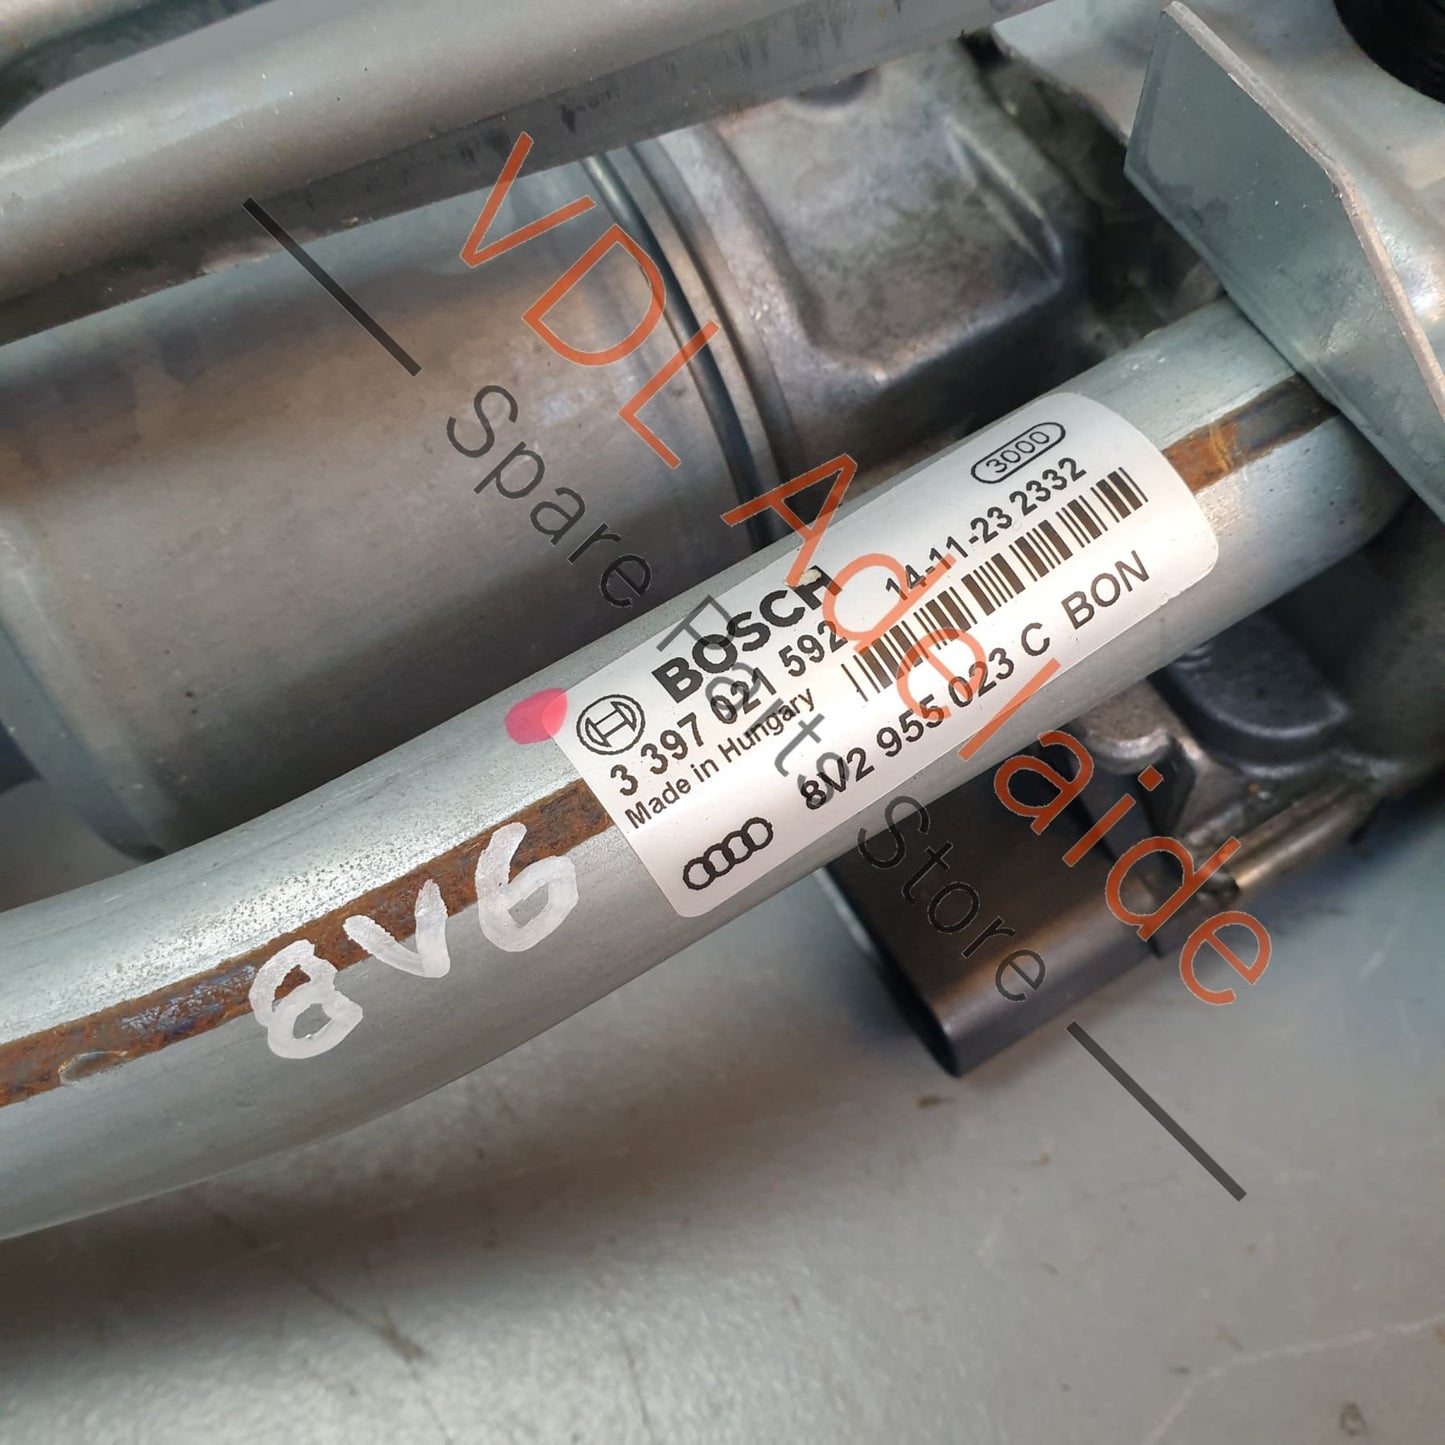 VDL Adelaide
Spare Parts Store
3000
BOSCH 14-11-23 2332
3 397 021 592
Made in Hungary
8V2 955 023 C BON
8V6